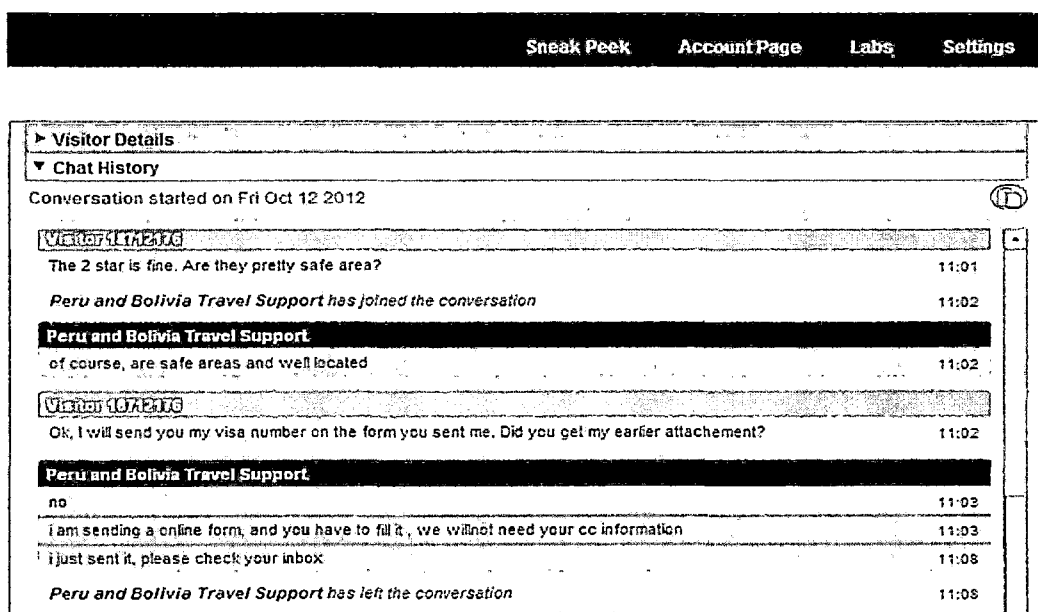 Sneak Peek Account Page Labs Settings
▶ Visitor Details
▼ Chat History
Conversation started on Fri Oct 12 2012
Visitor 18712176
The 2 star is fine. Are they pretty safe area? 11:01
Peru and Bolivia Travel Support has joined the conversation 11:02
Peru and Bolivia Travel Support
of course, are safe areas and well located 11:02
Visitor 18712176
Ok, I will send you my visa number on the form you sent me. Did you get my earlier attachement? 11:02
Peru and Bolivia Travel Support
no 11:03
i am sending a online form, and you have to fill it , we willnot need your cc information 11:03
i just sent it, please check your inbox 11:08
Peru and Bolivia Travel Support has left the conversation 11:08